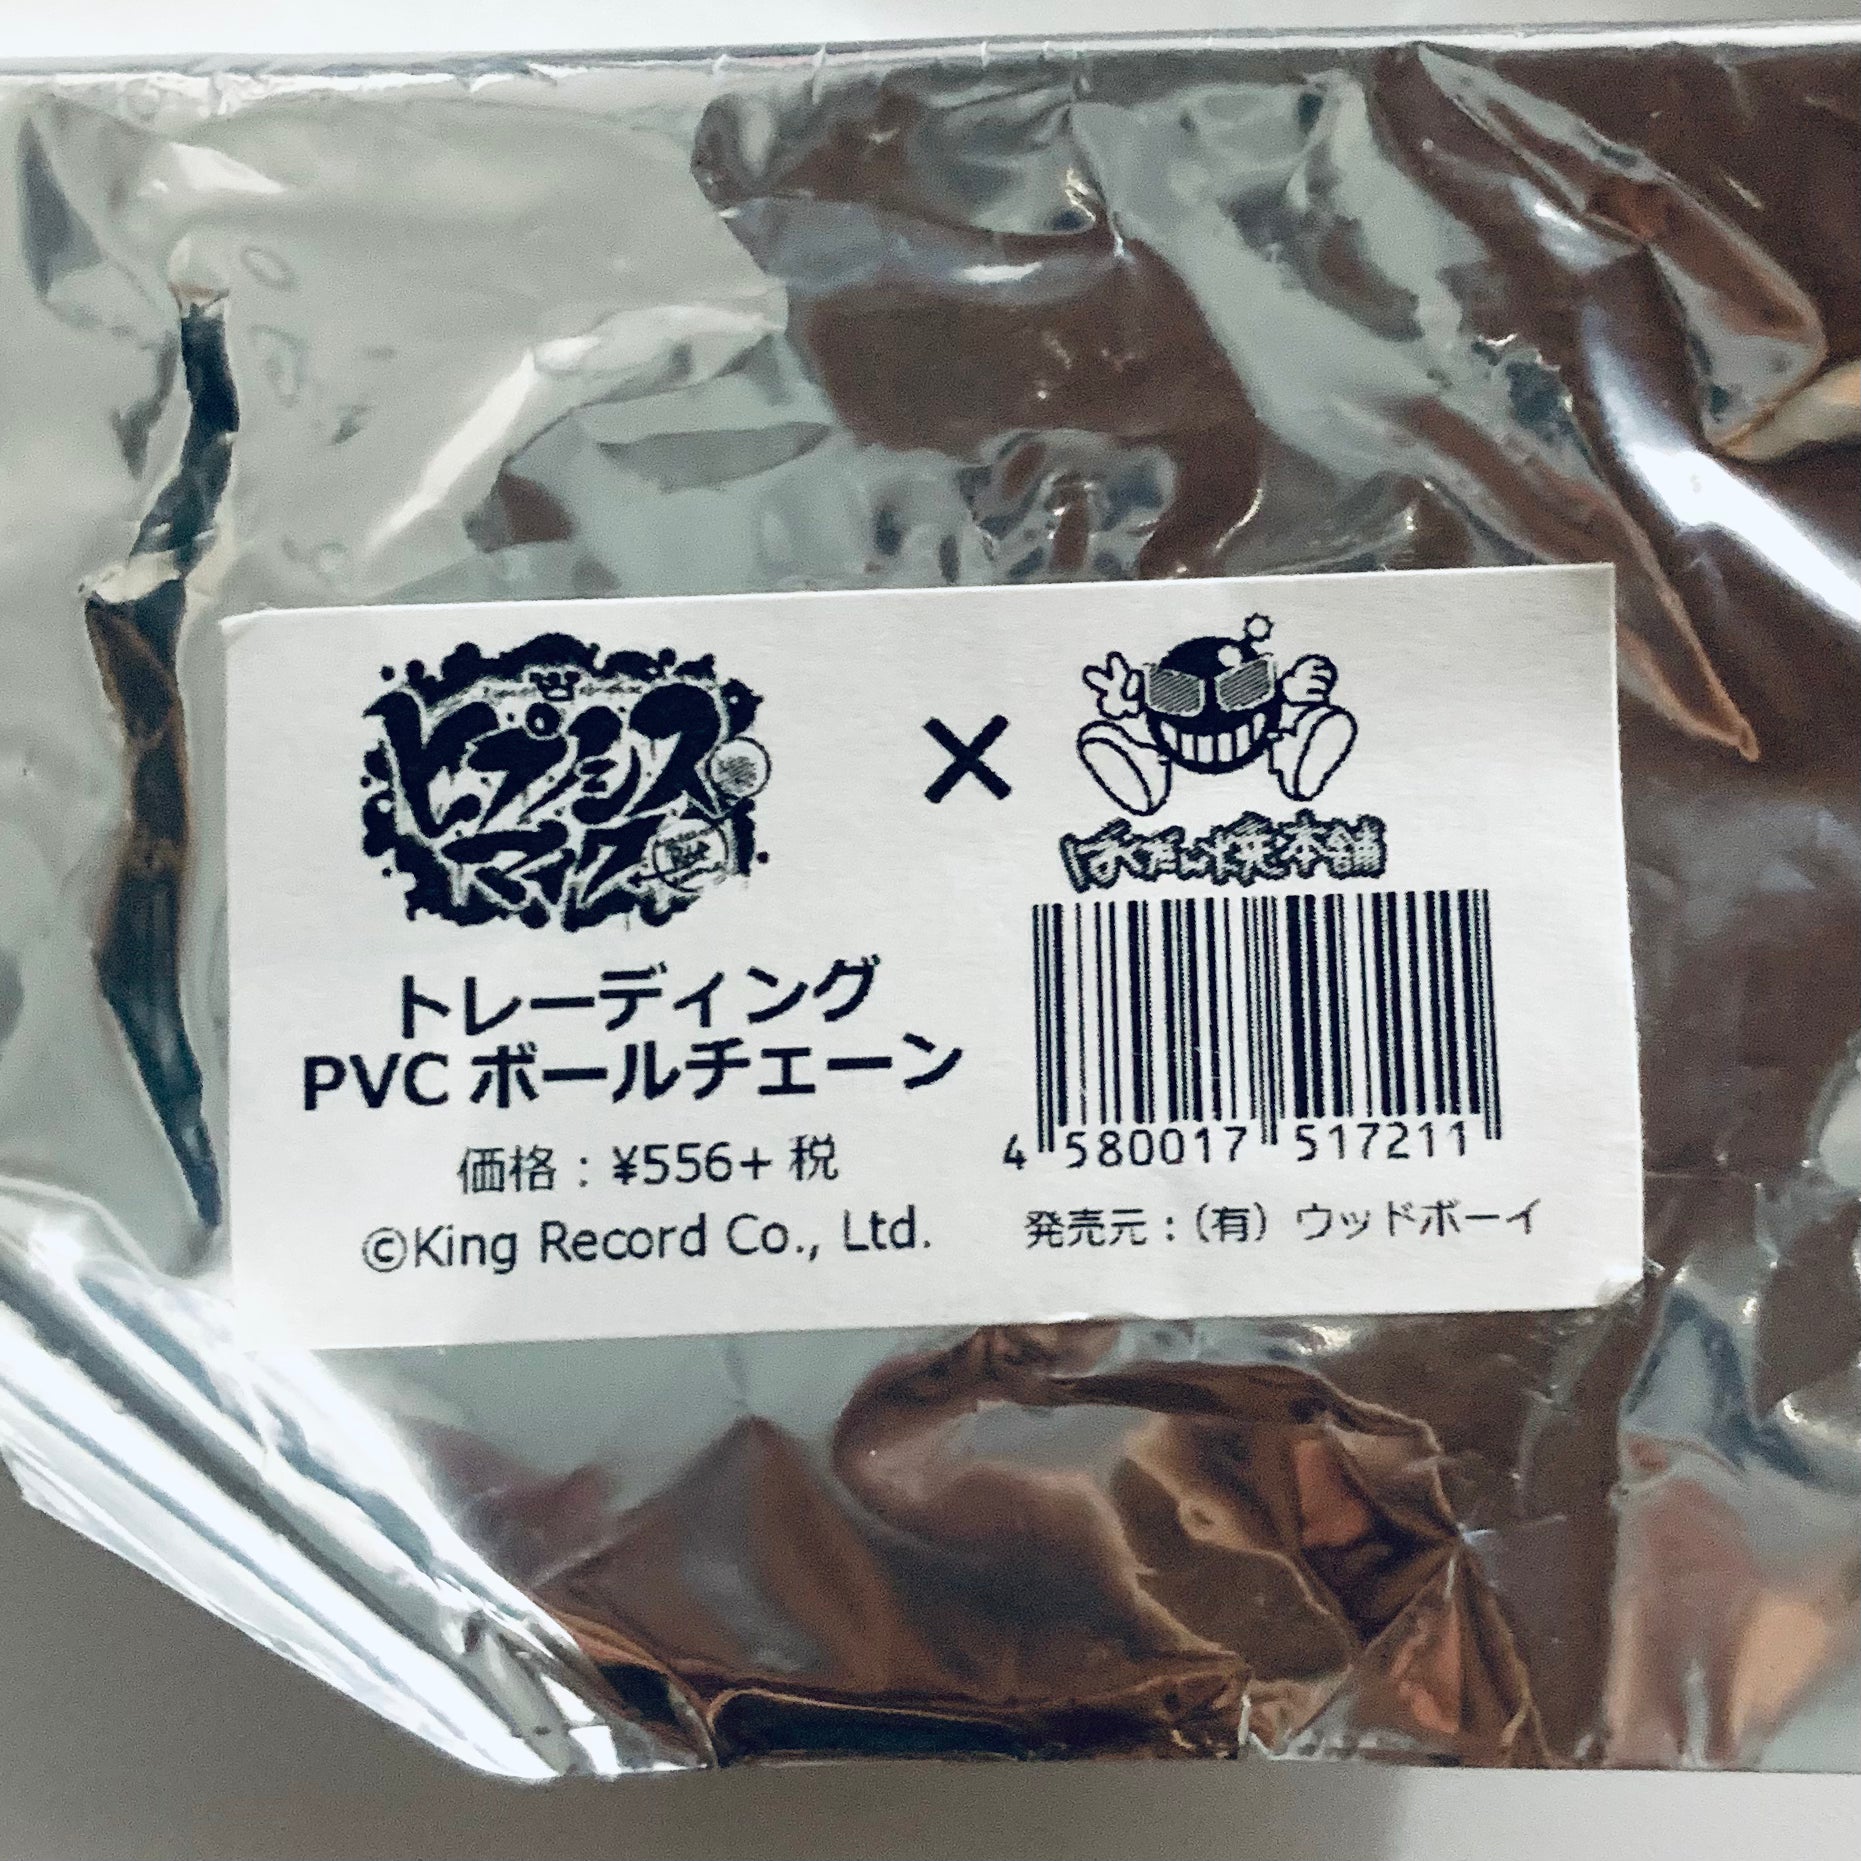 ヒプノシス
マイク
×
ばくだん焼本舗
トレーディング
PVC ボールチェーン
価格：¥556+ 税
©King Record Co., Ltd.
4 580017 517211
発売元：（有）ウッドボーイ